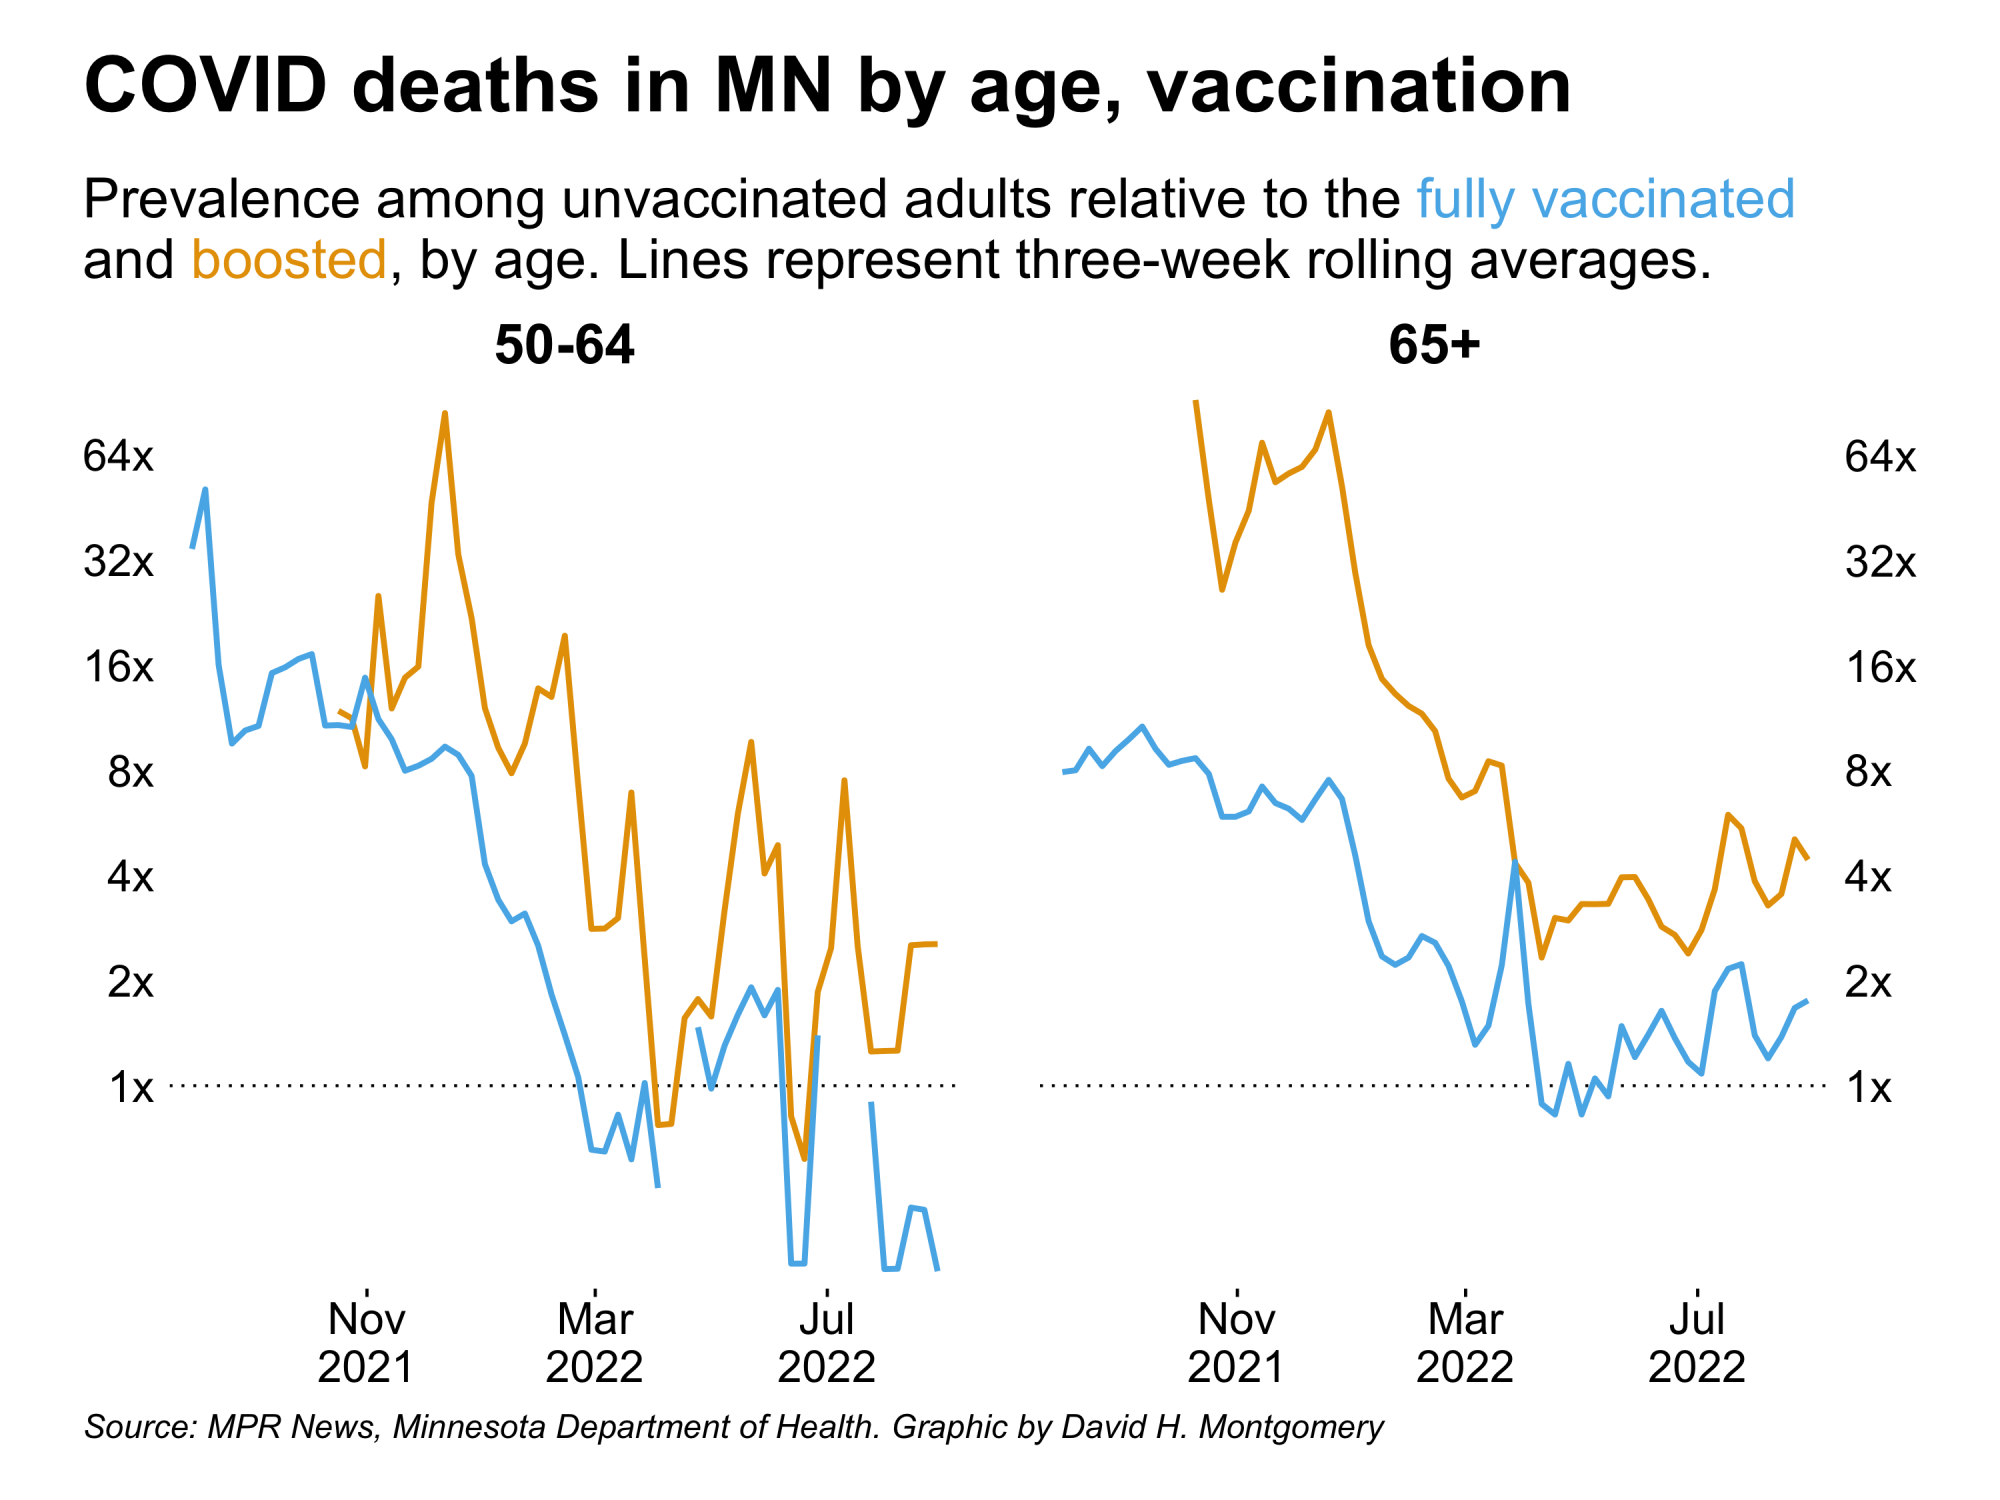 COVID deaths in MN by age, vaccination
Prevalence among unvaccinated adults relative to the fully vaccinated
and boosted, by age. Lines represent three-week rolling averages.
50-64
65+
64x
32x
16x
8x
4x
2x
1x
64x
32x
16x
8x
4x
2x
1x
Nov
2021
Mar
2022
Jul
2022
Nov
2021
Mar
2022
Jul
2022
Source: MPR News, Minnesota Department of Health. Graphic by David H. Montgomery